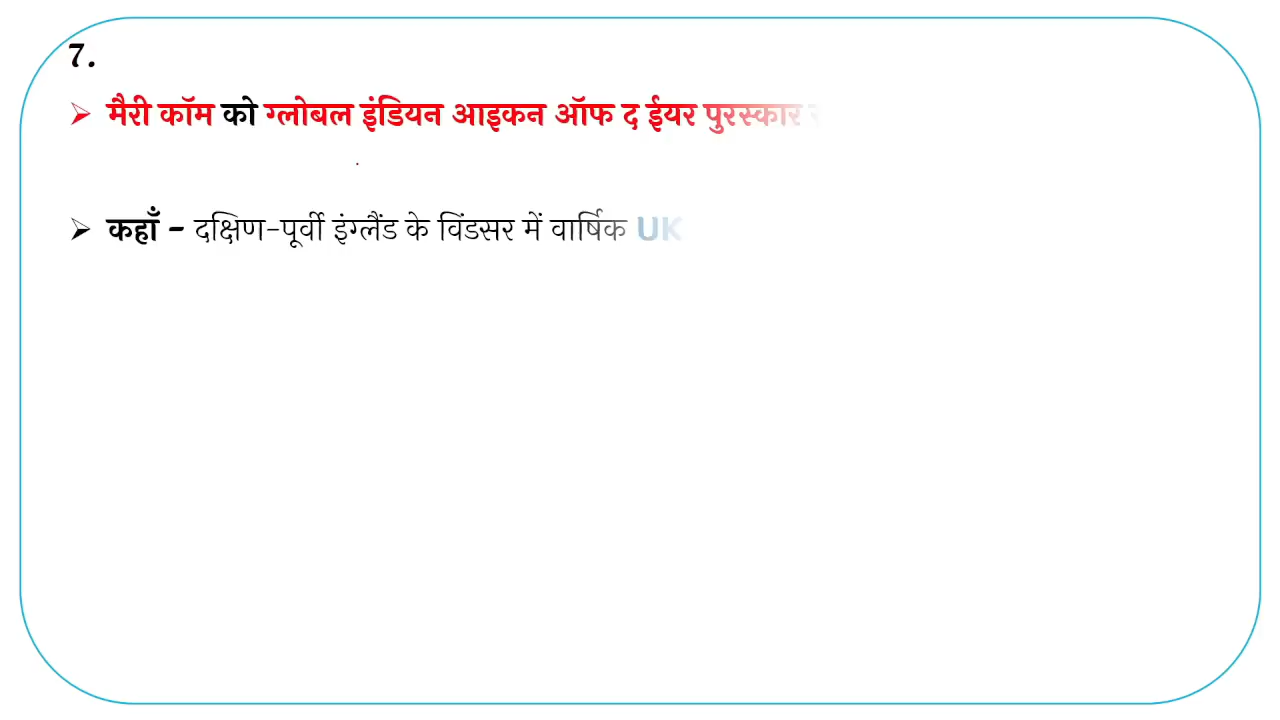 7.
मैरी कॉम को ग्लोबल इंडियन आइकन ऑफ द ईयर पुरस्कार
कहाँ - दक्षिण-पूर्वी इंग्लैंड के विंडसर में वार्षिक UK